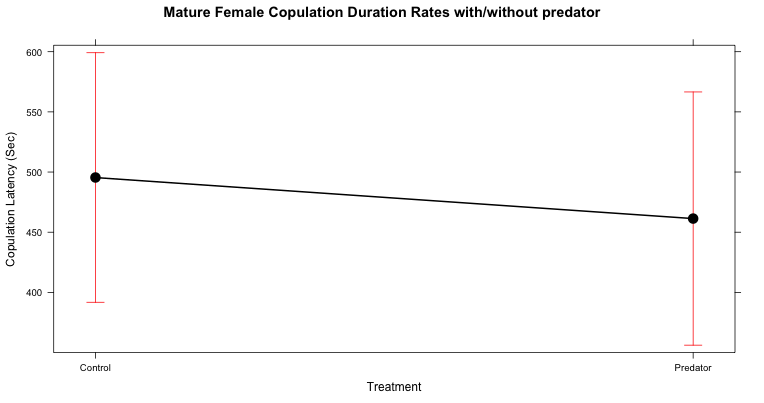 Mature Female Copulation Duration Rates with/without predator
600
550
500
450
400
Copulation Latency (Sec)
Control
Predator
Treatment